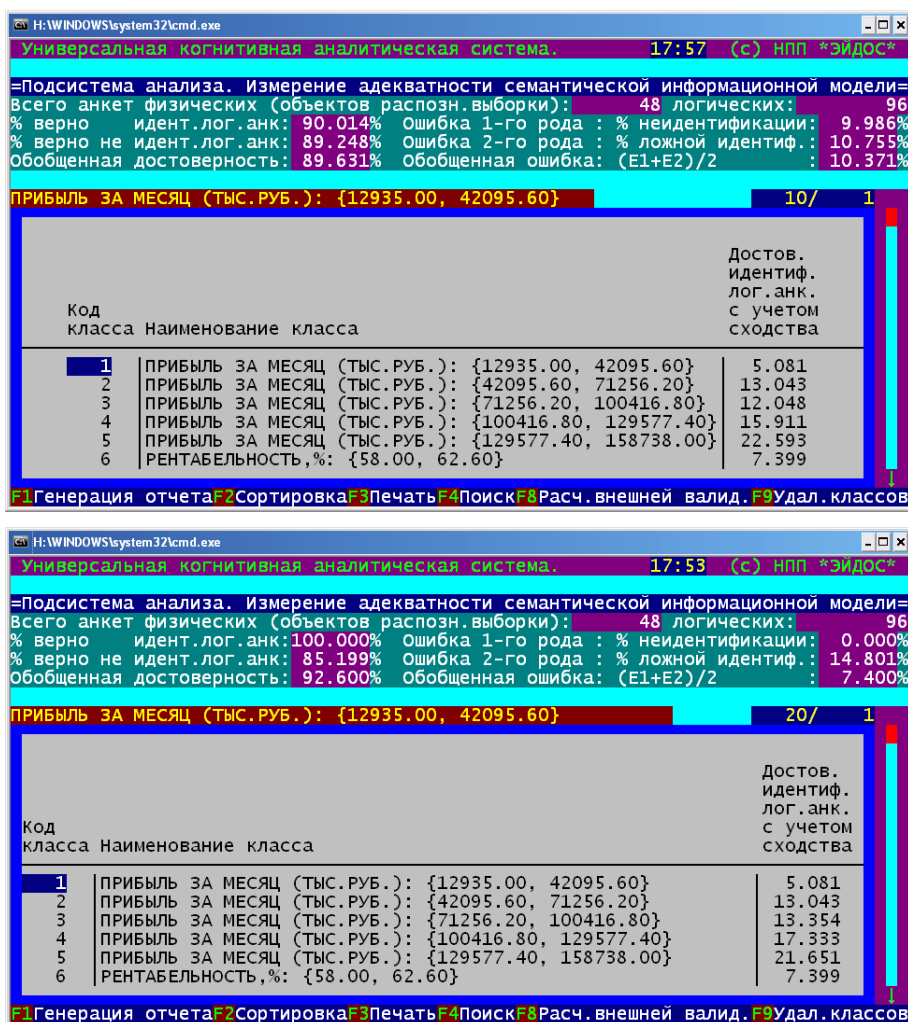 H:\WINDOWS\system32\cmd.exe
Универсальная когнитивная аналитическая система. 17:57 (c) НПП *ЭЙДОС*
=Подсистема анализа. Измерение адекватности семантической информационной модели=
Всего анкет физических (объектов распозн.выборки): 48 логических: 96
% верно идент.лог.анк: 90.014% Ошибка 1-го рода : % неидентификации: 9.986%
% верно не идент.лог.анк: 89.248% Ошибка 2-го рода : % ложной идентиф.: 10.755%
Обобщенная достоверность: 89.631% Обобщенная ошибка: (E1+E2)/2 : 10.371%
ПРИБЫЛЬ ЗА МЕСЯЦ (ТЫС.РУБ.): {12935.00, 42095.60} 10/ 1
Достов.
идентиф.
лог.анк.
Код с учетом
класса Наименование класса сходства
1 |ПРИБЫЛЬ ЗА МЕСЯЦ (ТЫС.РУБ.): {12935.00, 42095.60} | 5.081
2 |ПРИБЫЛЬ ЗА МЕСЯЦ (ТЫС.РУБ.): {42095.60, 71256.20} | 13.043
3 |ПРИБЫЛЬ ЗА МЕСЯЦ (ТЫС.РУБ.): {71256.20, 100416.80} | 12.048
4 |ПРИБЫЛЬ ЗА МЕСЯЦ (ТЫС.РУБ.): {100416.80, 129577.40}| 15.911
5 |ПРИБЫЛЬ ЗА МЕСЯЦ (ТЫС.РУБ.): {129577.40, 158738.00}| 22.593
6 |РЕНТАБЕЛЬНОСТЬ,%: {58.00, 62.60} | 7.399
F1Генерация отчетаF2СортировкаF3ПечатьF4ПоискF8Расч.внешней валид.F9Удал.классов
H:\WINDOWS\system32\cmd.exe
Универсальная когнитивная аналитическая система. 17:53 (c) НПП *ЭЙДОС*
=Подсистема анализа. Измерение адекватности семантической информационной модели=
Всего анкет физических (объектов распозн.выборки): 48 логических: 96
% верно идент.лог.анк:100.000% Ошибка 1-го рода : % неидентификации: 0.000%
% верно не идент.лог.анк: 85.199% Ошибка 2-го рода : % ложной идентиф.: 14.801%
Обобщенная достоверность: 92.600% Обобщенная ошибка: (E1+E2)/2 : 7.400%
ПРИБЫЛЬ ЗА МЕСЯЦ (ТЫС.РУБ.): {12935.00, 42095.60} 20/ 1
Достов.
идентиф.
лог.анк.
Код с учетом
класса Наименование класса сходства
1 |ПРИБЫЛЬ ЗА МЕСЯЦ (ТЫС.РУБ.): {12935.00, 42095.60} | 5.081
2 |ПРИБЫЛЬ ЗА МЕСЯЦ (ТЫС.РУБ.): {42095.60, 71256.20} | 13.043
3 |ПРИБЫЛЬ ЗА МЕСЯЦ (ТЫС.РУБ.): {71256.20, 100416.80} | 13.354
4 |ПРИБЫЛЬ ЗА МЕСЯЦ (ТЫС.РУБ.): {100416.80, 129577.40} | 17.333
5 |ПРИБЫЛЬ ЗА МЕСЯЦ (ТЫС.РУБ.): {129577.40, 158738.00} | 21.651
6 |РЕНТАБЕЛЬНОСТЬ,%: {58.00, 62.60} | 7.399
F1Генерация отчетаF2СортировкаF3ПечатьF4ПоискF8Расч.внешней валид.F9Удал.классов